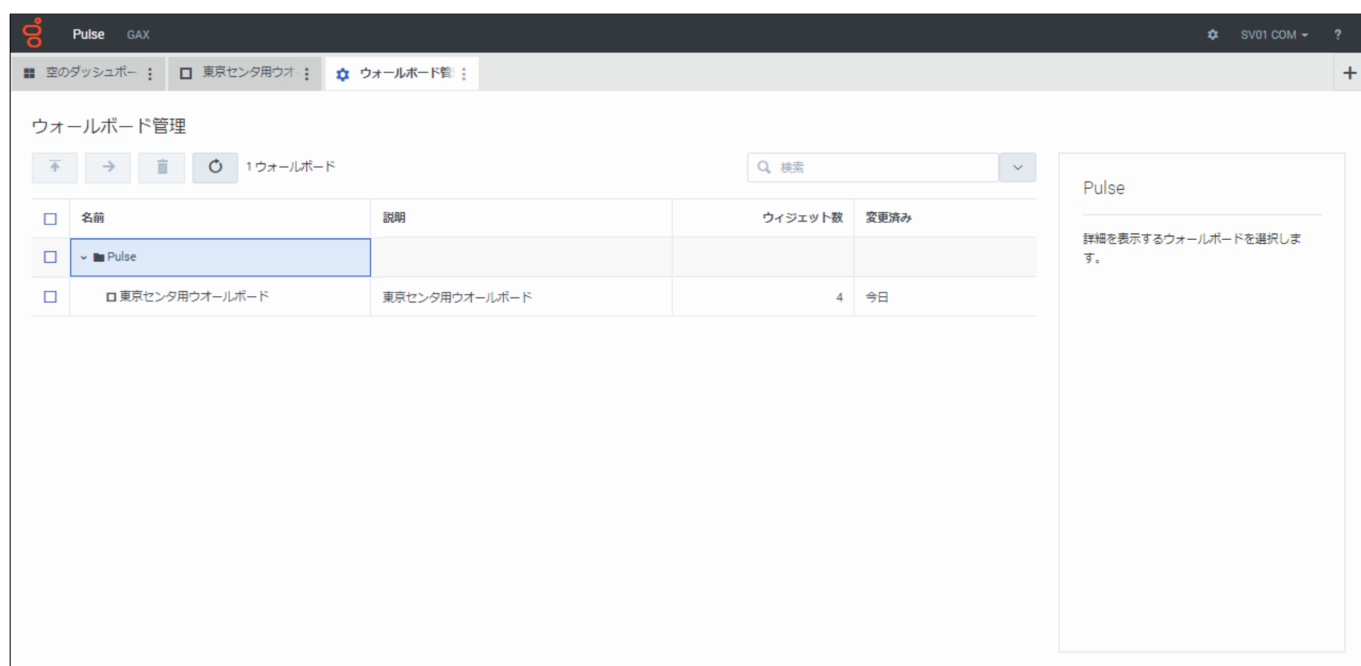 Pulse GAX SV01 COM ?
空のダッシュボー 東京センタ用ウオ ウォールボード管 +
ウォールボード管理
1 ウォールボード 検索
Pulse
名前 説明 ウィジェット数 変更済み
詳細を表示するウォールボードを選択しま
す。
Pulse
東京センタ用ウオールボード 東京センタ用ウオールボード 4 今日